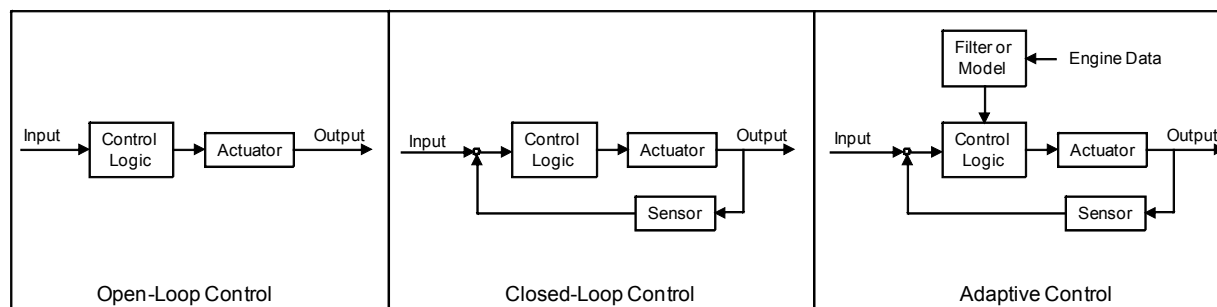 Input
Control
Logic
Actuator
Output
Open-Loop Control
Input
Control
Logic
Actuator
Output
Sensor
Closed-Loop Control
Filter or
Model
Engine Data
Input
Control
Logic
Actuator
Output
Sensor
Adaptive Control